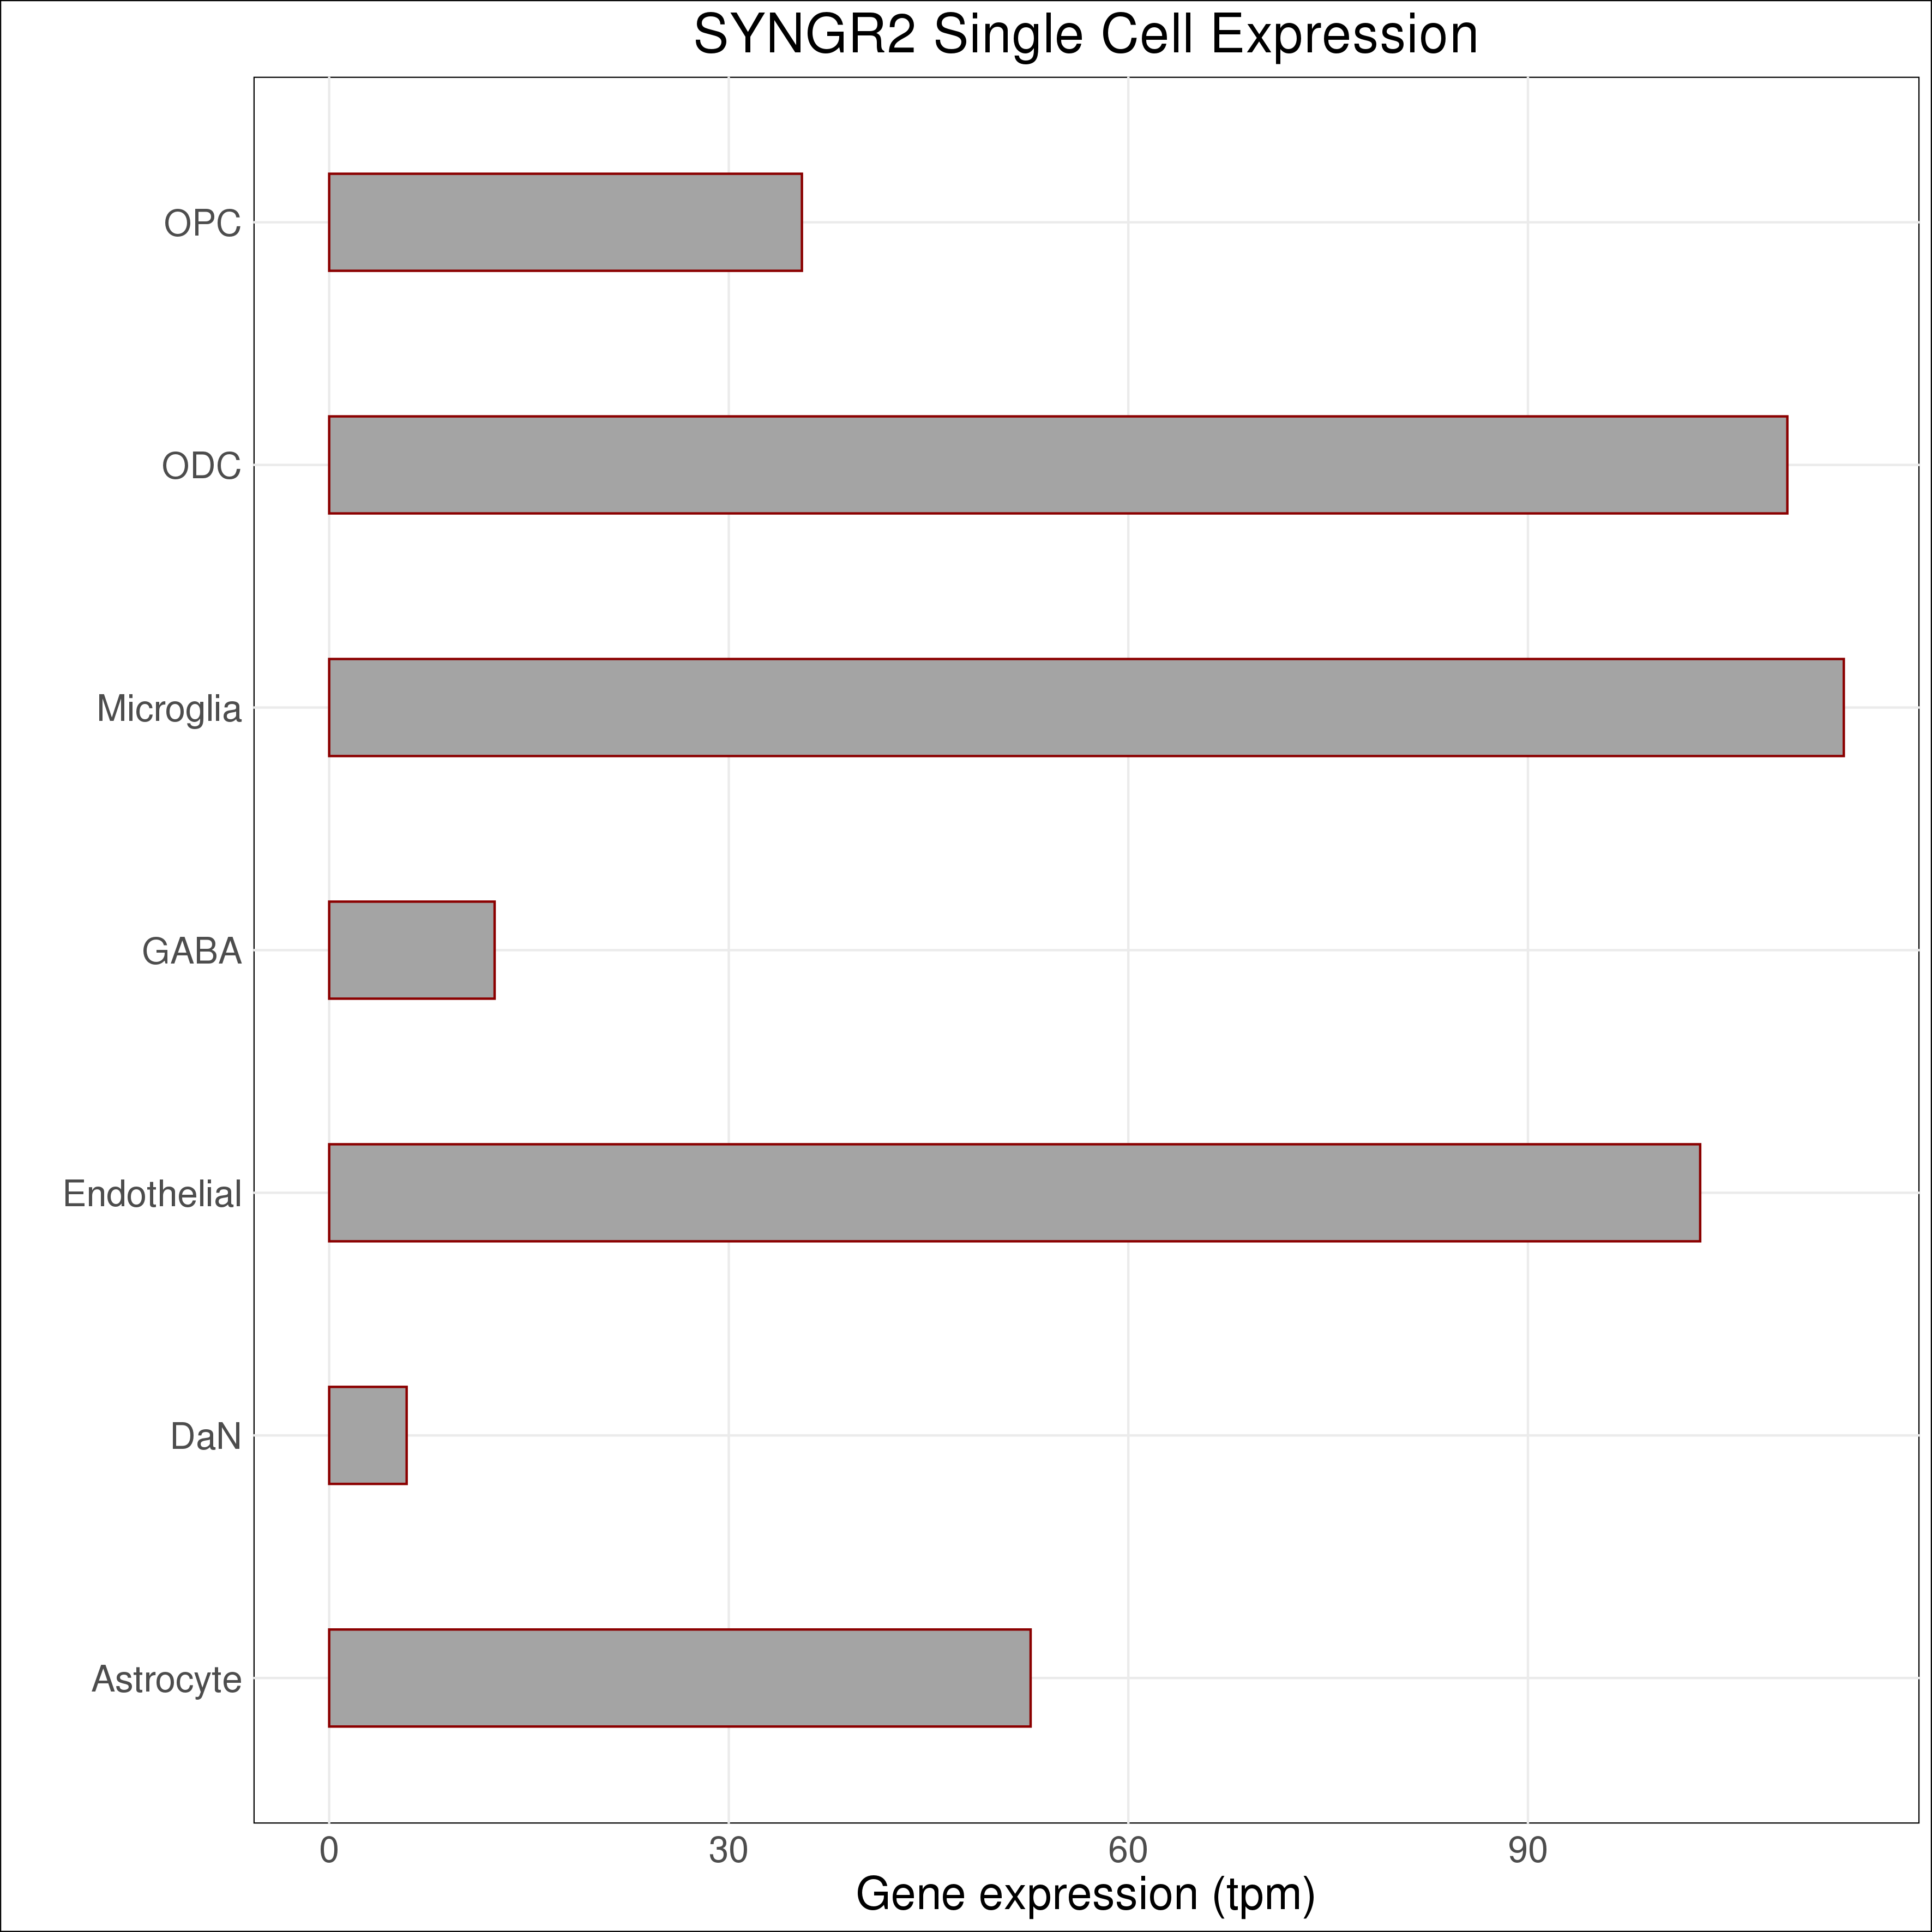 SYNGR2 Single Cell Expression
OPC
ODC
Microglia
GABA
Endothelial
DaN
Astrocyte
0 30 60 90
Gene expression (tpm)